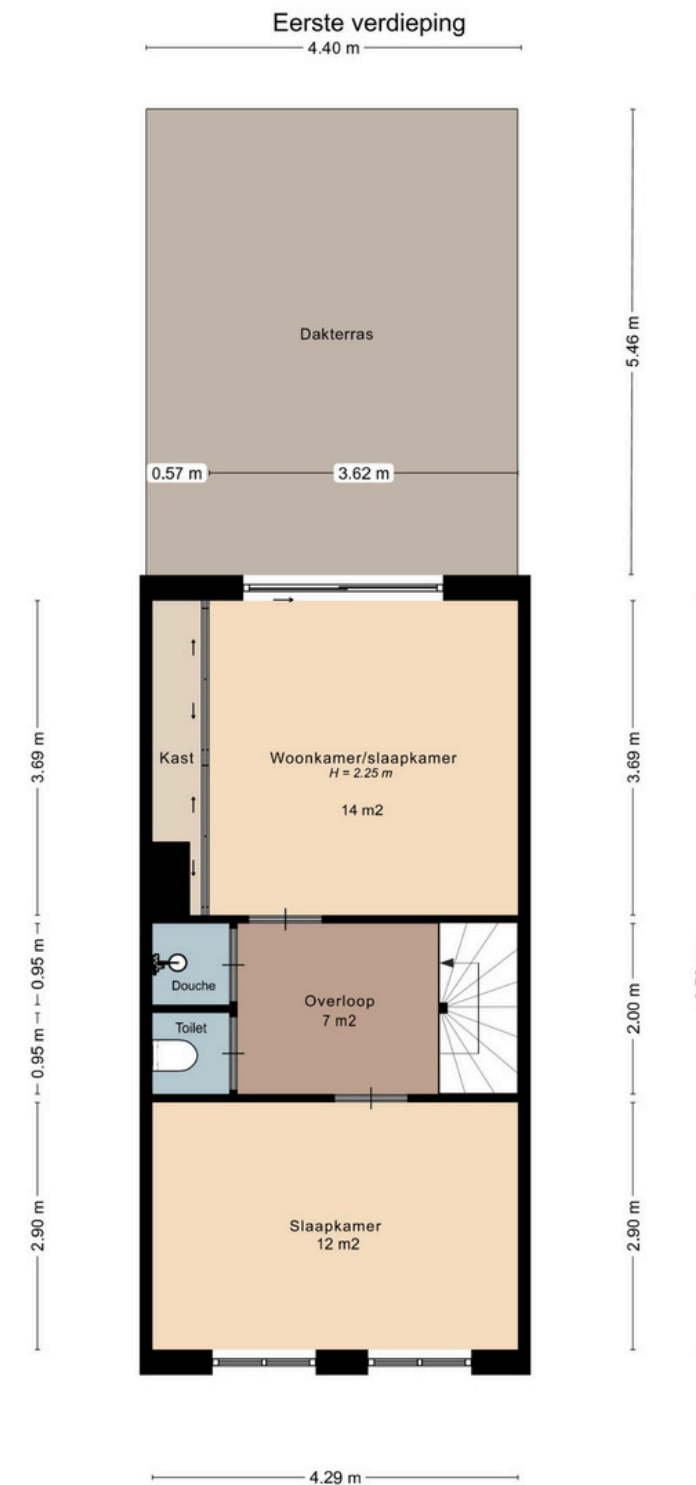 Eerste verdieping
4.40 m
5.46 m
Dakterras
0.57 m
3.62 m
3.69 m
Kast
Woonkamer/slaapkamer
H = 2.25 m
14 m2
3.69 m
0.95 m
0.95 m
Douche
Toilet
Overloop
7 m2
2.00 m
2.90 m
Slaapkamer
12 m2
2.90 m
4.29 m